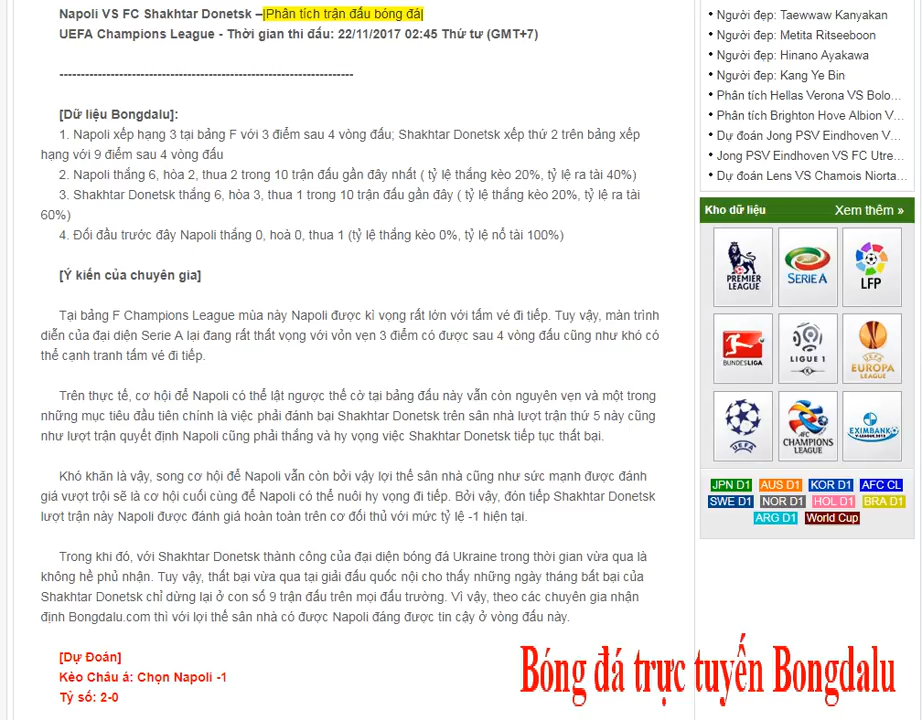 Napoli VS FC Shakhtar Donetsk –|Phân tích trận đấu bóng đá|
UEFA Champions League - Thời gian thi đấu: 22/11/2017 02:45 Thứ tư (GMT+7)
----------------------------------------------------------------------
[Dữ liệu Bongdalu]:
1. Napoli xếp hạng 3 tại bảng F với 3 điểm sau 4 vòng đấu; Shakhtar Donetsk xếp thứ 2 trên bảng xếp
hạng với 9 điểm sau 4 vòng đấu
2. Napoli thắng 6, hòa 2, thua 2 trong 10 trận đấu gần đây nhất ( tỷ lệ thắng kèo 20%, tỷ lệ ra tài 40%)
3. Shakhtar Donetsk thắng 6, hòa 3, thua 1 trong 10 trận đấu gần đây ( tỷ lệ thắng kèo 20%, tỷ lệ ra tài
60%)
4. Đối đầu trước đây Napoli thắng 0, hoà 0, thua 1 (tỷ lệ thắng kèo 0%, tỷ lệ nổ tài 100%)
[Ý kiến của chuyên gia]
Tại bảng F Champions League mùa này Napoli được kì vọng rất lớn với tấm vé đi tiếp. Tuy vậy, màn trình
diễn của đại diện Serie A lại đang rất thất vọng với vỏn vẹn 3 điểm có được sau 4 vòng đấu cũng như khó có
thể cạnh tranh tấm vé đi tiếp.
Trên thực tế, cơ hội để Napoli có thể lật ngược thế cờ tại bảng đấu này vẫn còn nguyên vẹn và một trong
những mục tiêu đầu tiên chính là việc phải đánh bại Shakhtar Donetsk trên sân nhà lượt trận thứ 5 này cũng
như lượt trận quyết định Napoli cũng phải thắng và hy vọng việc Shakhtar Donetsk tiếp tục thất bại.
Khó khăn là vậy, song cơ hội để Napoli vẫn còn bởi vậy lợi thế sân nhà cũng như sức mạnh được đánh
giá vượt trội sẽ là cơ hội cuối cùng để Napoli có thể nuôi hy vọng đi tiếp. Bởi vậy, đón tiếp Shakhtar Donetsk
lượt trận này Napoli được đánh giá hoàn toàn trên cơ đối thủ với mức tỷ lệ -1 hiện tại.
Trong khi đó, với Shakhtar Donetsk thành công của đại diện bóng đá Ukraine trong thời gian vừa qua là
không hề phủ nhận. Tuy vậy, thất bại vừa qua tại giải đấu quốc nội cho thấy những ngày tháng bất bại của
Shakhtar Donetsk chỉ dừng lại ở con số 9 trận đấu trên mọi đấu trường. Vì vậy, theo các chuyên gia nhận
định Bongdalu.com thì với lợi thế sân nhà có được Napoli đáng được tin cậy ở vòng đấu này.
[Dự Đoán]
Kèo Châu á: Chọn Napoli -1
Tỷ số: 2-0
• Người đẹp: Taewwaw Kanyakan
• Người đẹp: Metita Ritseeboon
• Người đẹp: Hinano Ayakawa
• Người đẹp: Kang Ye Bin
• Phân tích Hellas Verona VS Bolo...
• Phân tích Brighton Hove Albion V...
• Dự đoán Jong PSV Eindhoven V...
• Jong PSV Eindhoven VS FC Utre...
• Dự đoán Lens VS Chamois Niorta...
Kho dữ liệu Xem thêm »
PREMIER LEAGUE
SERIE A
LFP
BUNDESLIGA
LIGUE 1
UEFA EUROPA LEAGUE
UEFA
AFC CHAMPIONS LEAGUE
EXIMBANK V-LEAGUE 2012
JPN D1 AUS D1 KOR D1 AFC CL
SWE D1 NOR D1 HOL D1 BRA D1
ARG D1 World Cup
Bóng đá trực tuyến Bongdalu